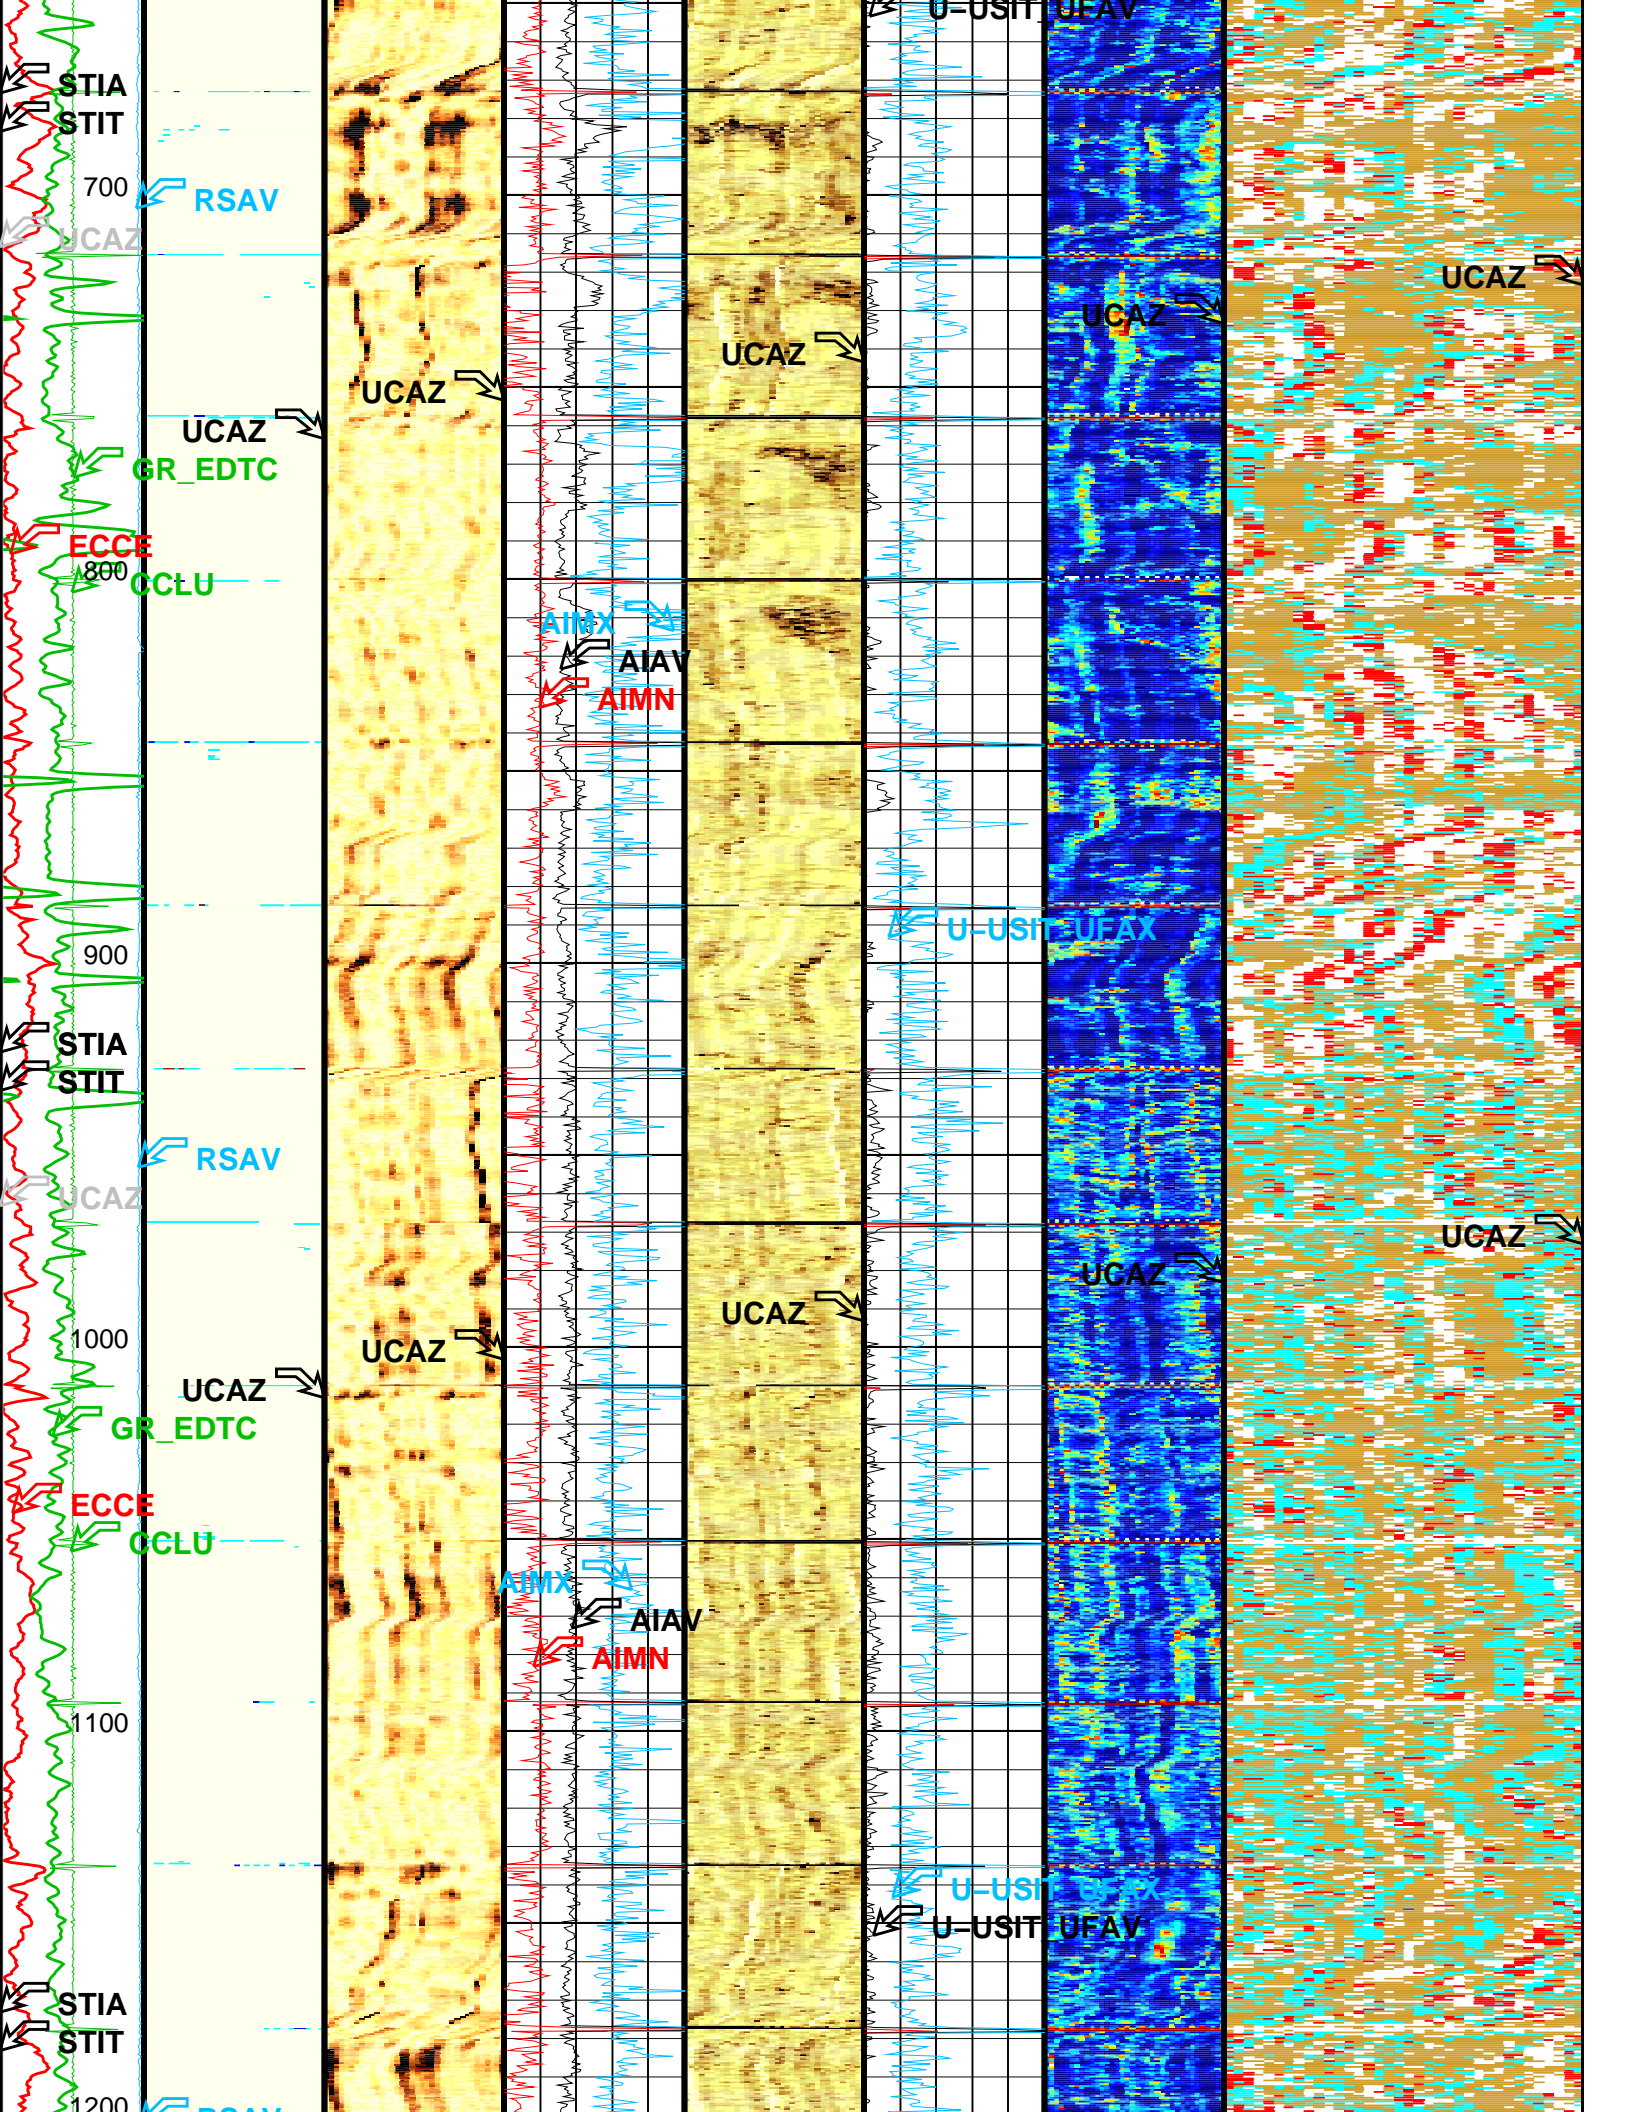 U-USIT_UFAV
STIA
STIT
700
RSAV
UCAZ
UCAZ
UCAZ
UCAZ
UCAZ
UCAZ
GR_EDTC
ECCE
800
CCLU
AIMX
AIAV
AIMN
U-USIT_UFAX
900
STIA
STIT
RSAV
UCAZ
UCAZ
UCAZ
UCAZ
1000
UCAZ
UCAZ
GR_EDTC
ECCE
CCLU
AIMX
AIAV
AIMN
1100
U-USIT_UFAX
U-USIT_UFAV
STIA
STIT
1200
RSAV